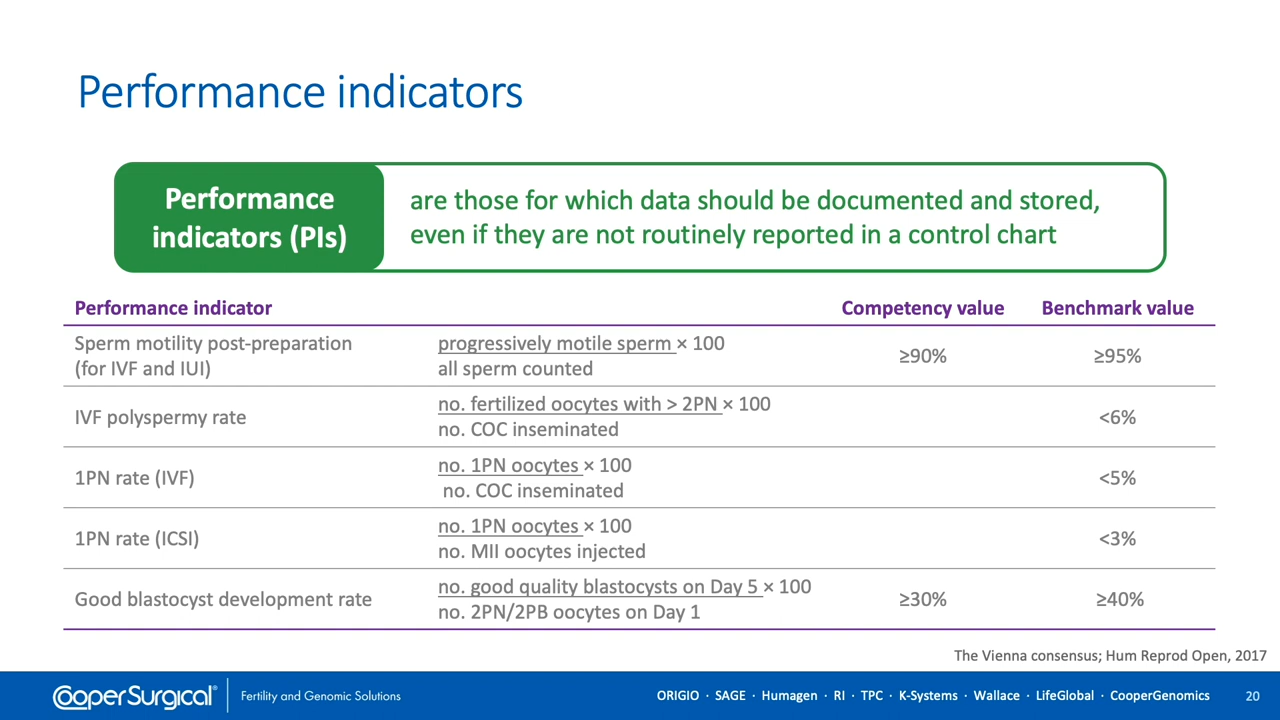 Performance indicators
Performance
indicators (PIs)
are those for which data should be documented and stored,
even if they are not routinely reported in a control chart
Performance indicator Competency value Benchmark value
Sperm motility post-preparation
(for IVF and IUI)
progressively motile sperm × 100
all sperm counted
≥90% ≥95%
IVF polyspermy rate
no. fertilized oocytes with > 2PN × 100
no. COC inseminated
<6%
1PN rate (IVF)
no. 1PN oocytes × 100
no. COC inseminated
<5%
1PN rate (ICSI)
no. 1PN oocytes × 100
no. MII oocytes injected
<3%
Good blastocyst development rate
no. good quality blastocysts on Day 5 × 100
no. 2PN/2PB oocytes on Day 1
≥30% ≥40%
The Vienna consensus; Hum Reprod Open, 2017
CooperSurgical® Fertility and Genomic Solutions
ORIGIO · SAGE · Humagen · RI · TPC · K-Systems · Wallace · LifeGlobal · CooperGenomics 20